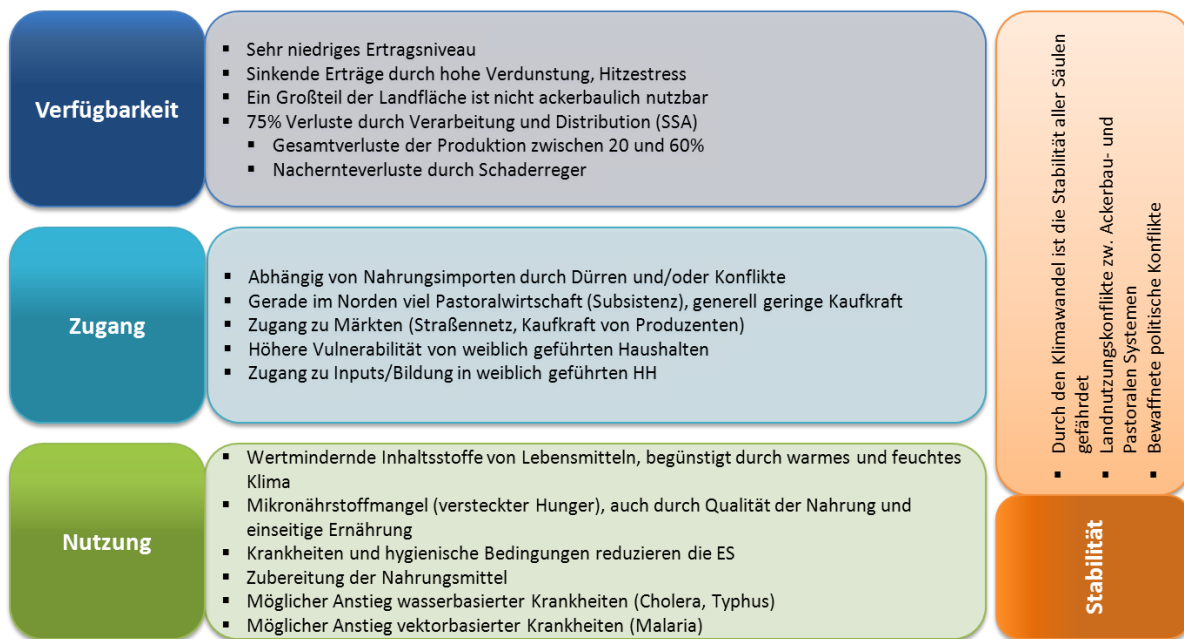 Verfügbarkeit
▪ Sehr niedriges Ertragsniveau
▪ Sinkende Erträge durch hohe Verdunstung, Hitzestress
▪ Ein Großteil der Landfläche ist nicht ackerbaulich nutzbar
▪ 75% Verluste durch Verarbeitung und Distribution (SSA)
▪ Gesamtverluste der Produktion zwischen 20 und 60%
▪ Nachernteverluste durch Schaderreger
Zugang
▪ Abhängig von Nahrungsimporten durch Dürren und/oder Konflikte
▪ Gerade im Norden viel Pastoralwirtschaft (Subsistenz), generell geringe Kaufkraft
▪ Zugang zu Märkten (Straßennetz, Kaufkraft von Produzenten)
▪ Höhere Vulnerabilität von weiblich geführten Haushalten
▪ Zugang zu Inputs/Bildung in weiblich geführten HH
Nutzung
▪ Wertmindernde Inhaltsstoffe von Lebensmitteln, begünstigt durch warmes und feuchtes
Klima
▪ Mikronährstoffmangel (versteckter Hunger), auch durch Qualität der Nahrung und
einseitige Ernährung
▪ Krankheiten und hygienische Bedingungen reduzieren die ES
▪ Zubereitung der Nahrungsmittel
▪ Möglicher Anstieg wasserbasierter Krankheiten (Cholera, Typhus)
▪ Möglicher Anstieg vektorbasierter Krankheiten (Malaria)
Stabilität
▪ Durch den Klimawandel ist die Stabilität aller Säulen
gefährdet
▪ Landnutzungskonflikte zw. Ackerbau- und
Pastoralen Systemen
▪ Bewaffnete politische Konflikte